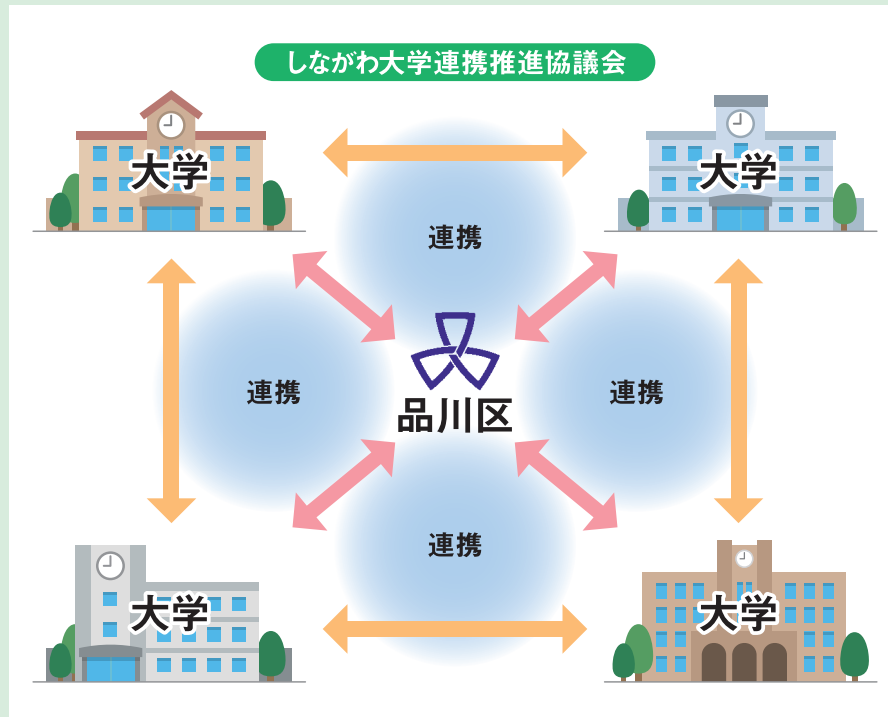 しながわ大学連携推進協議会
大学
大学
連携
連携
品川区
連携
連携
大学
大学